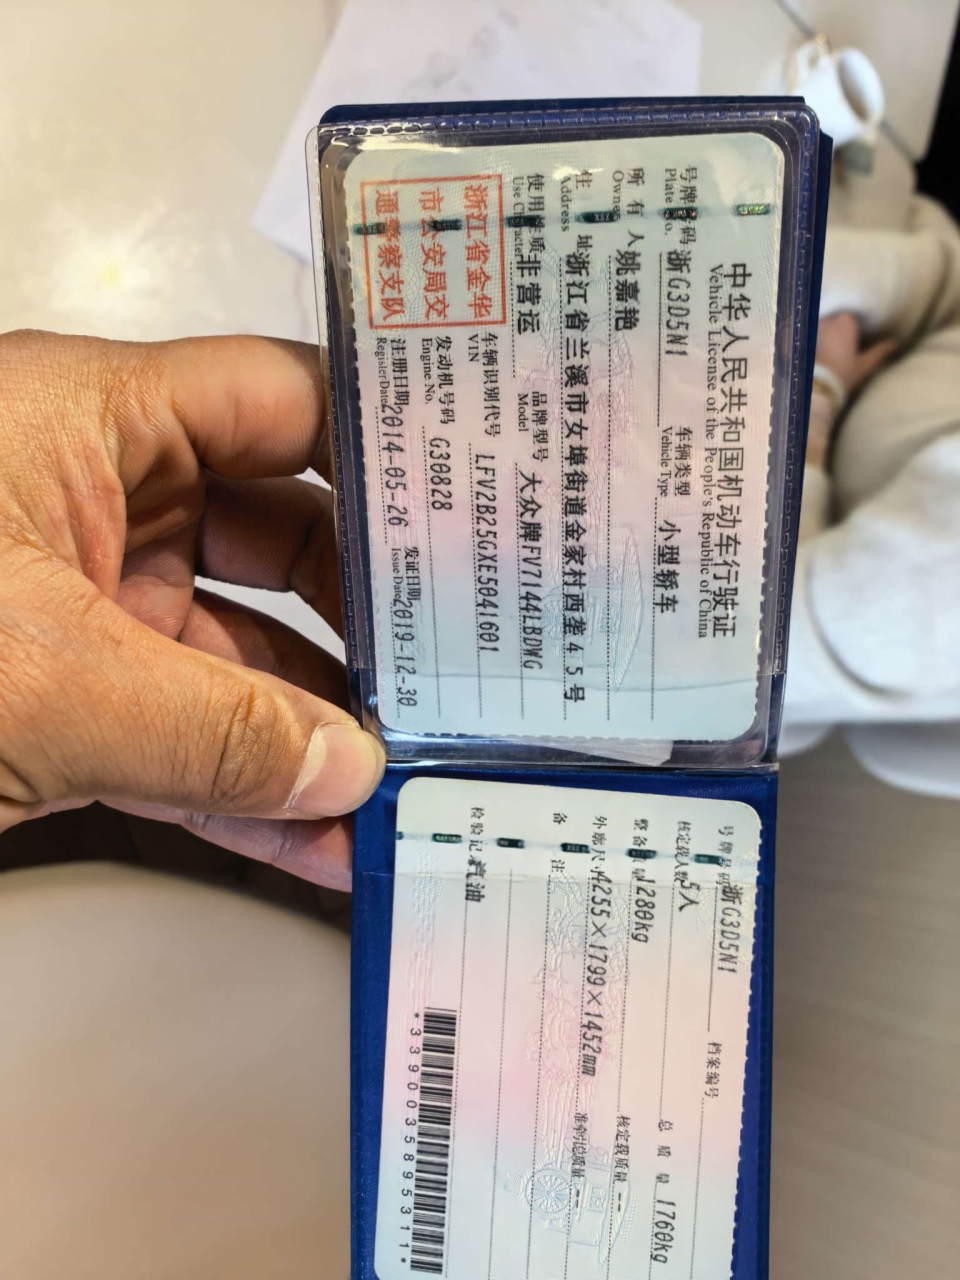 中华人民共和国机动车行驶证
Vehicle License of the People's Republic of China
号牌号码 浙G3D5N1 车辆类型 小型轿车
Plate No. Vehicle Type
所有人 姚嘉艳
Owner
住址 浙江省兰溪市女埠街道金家村西垄45号
Address
使用性质 非营运 品牌型号 大众牌FV7144LBDWG
Use Character Model
浙江省金华
市公安局交
通警察支队
车辆识别代号 LFV2B25GXE5041601
VIN
发动机号码 G30828
Engine No.
注册日期 2014-05-26 发证日期 2019-12-30
Register Date Issue Date
号牌号码 浙G3D5N1 档案编号
核定载人数 5人 总质量 1760kg
整备质量 1280kg 核定载质量 --
外廓尺寸 4255×1799×1452mm 准牵引总质量 --
备注
检验记录 汽油
*3390035895311*